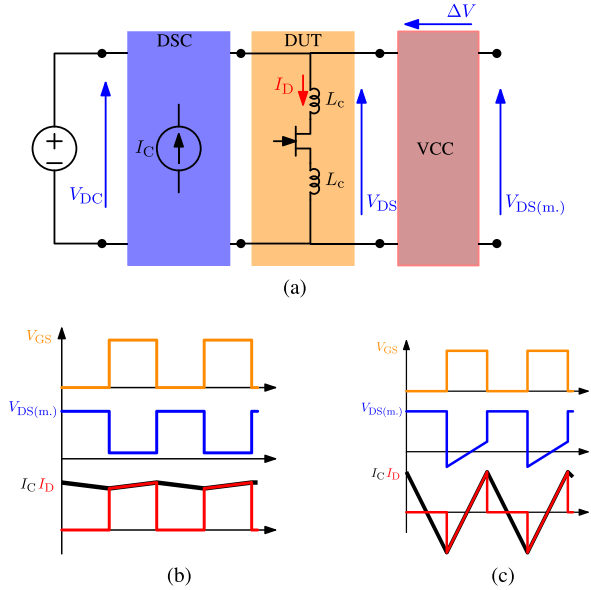 ΔV
DSC
DUT
I_D
L_c
I_C
VCC
L_c
V_DC
V_DS
V_DS(m.)
(a)
V_GS
V_DS(m.)
I_C I_D
(b)
V_GS
V_DS(m.)
I_C I_D
(c)